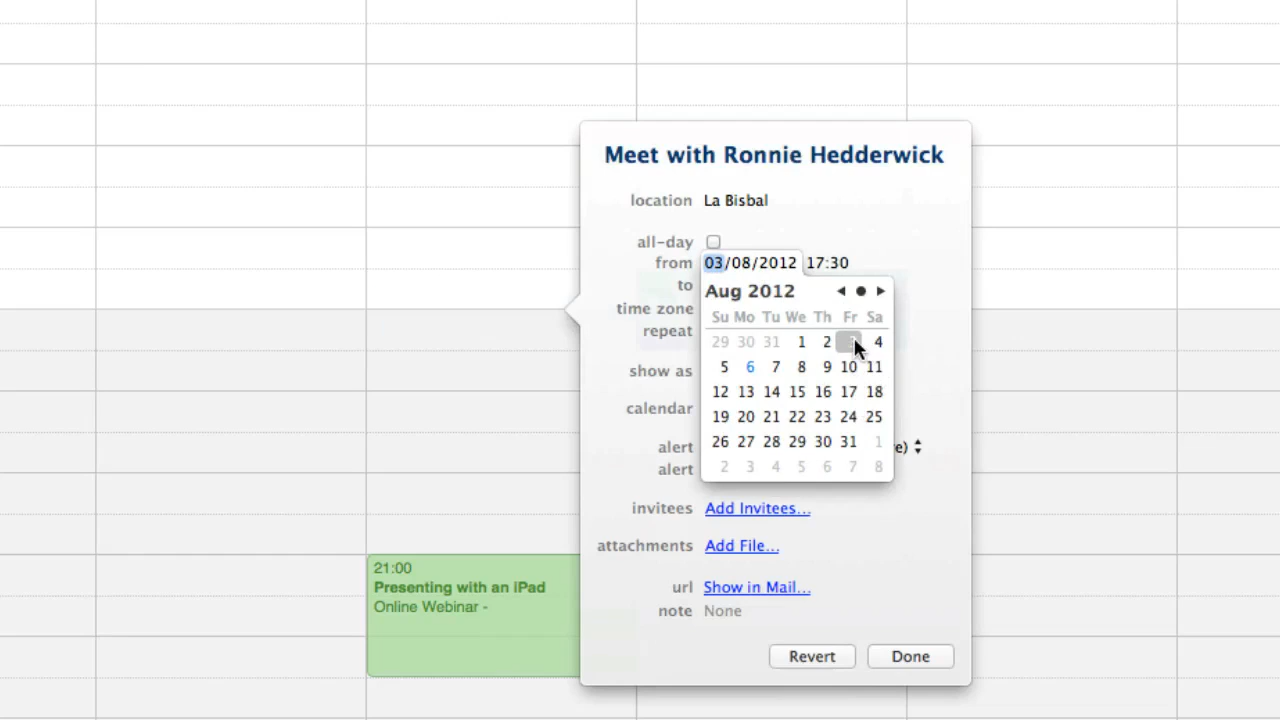 Meet with Ronnie Hedderwick
location La Bisbal
all-day
from 03/08/2012 17:30
to
time zone
repeat
show as
calendar
alert
alert
Aug 2012
Su Mo Tu We Th Fr Sa
29 30 31 1 2 3 4
5 6 7 8 9 10 11
12 13 14 15 16 17 18
19 20 21 22 23 24 25
26 27 28 29 30 31 1
2 3 4 5 6 7 8
e)
invitees Add Invitees...
attachments Add File...
url Show in Mail...
note None
Revert Done
21:00
Presenting with an iPad
Online Webinar -